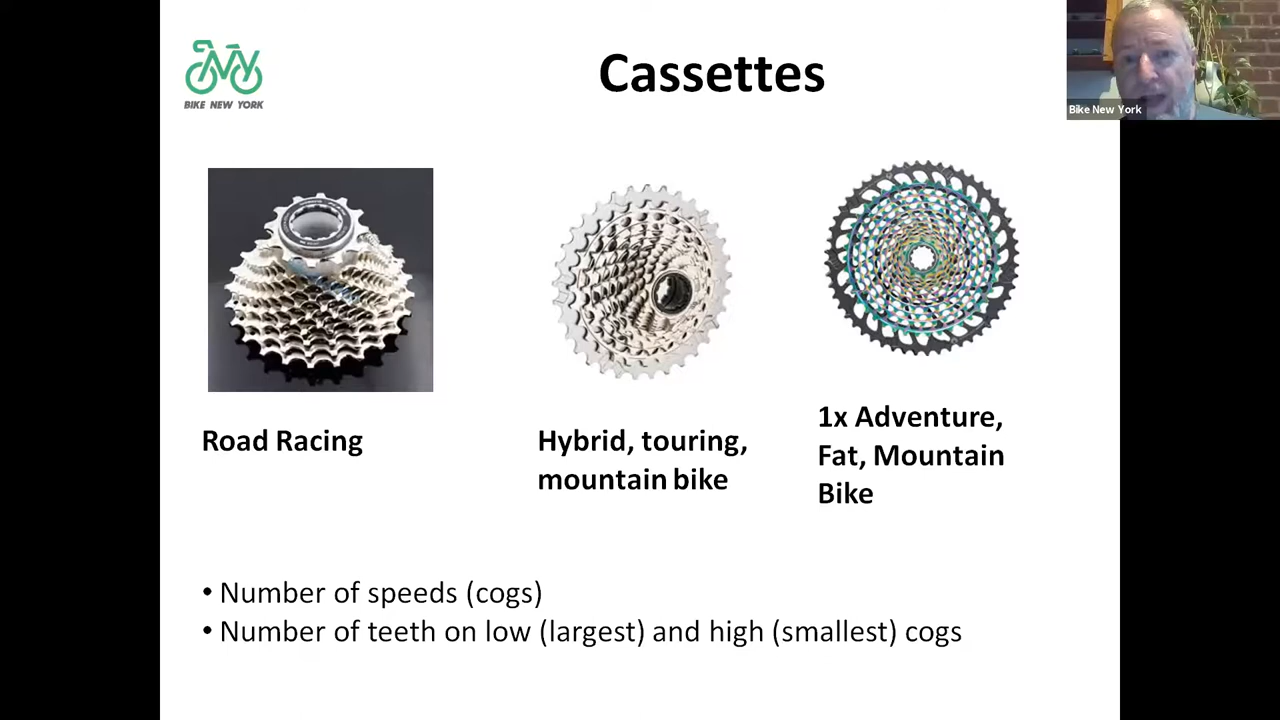 BIKE NEW YORK
Cassettes
Bike New York
Road Racing
Hybrid, touring,
mountain bike
1x Adventure,
Fat, Mountain
Bike
• Number of speeds (cogs)
• Number of teeth on low (largest) and high (smallest) cogs